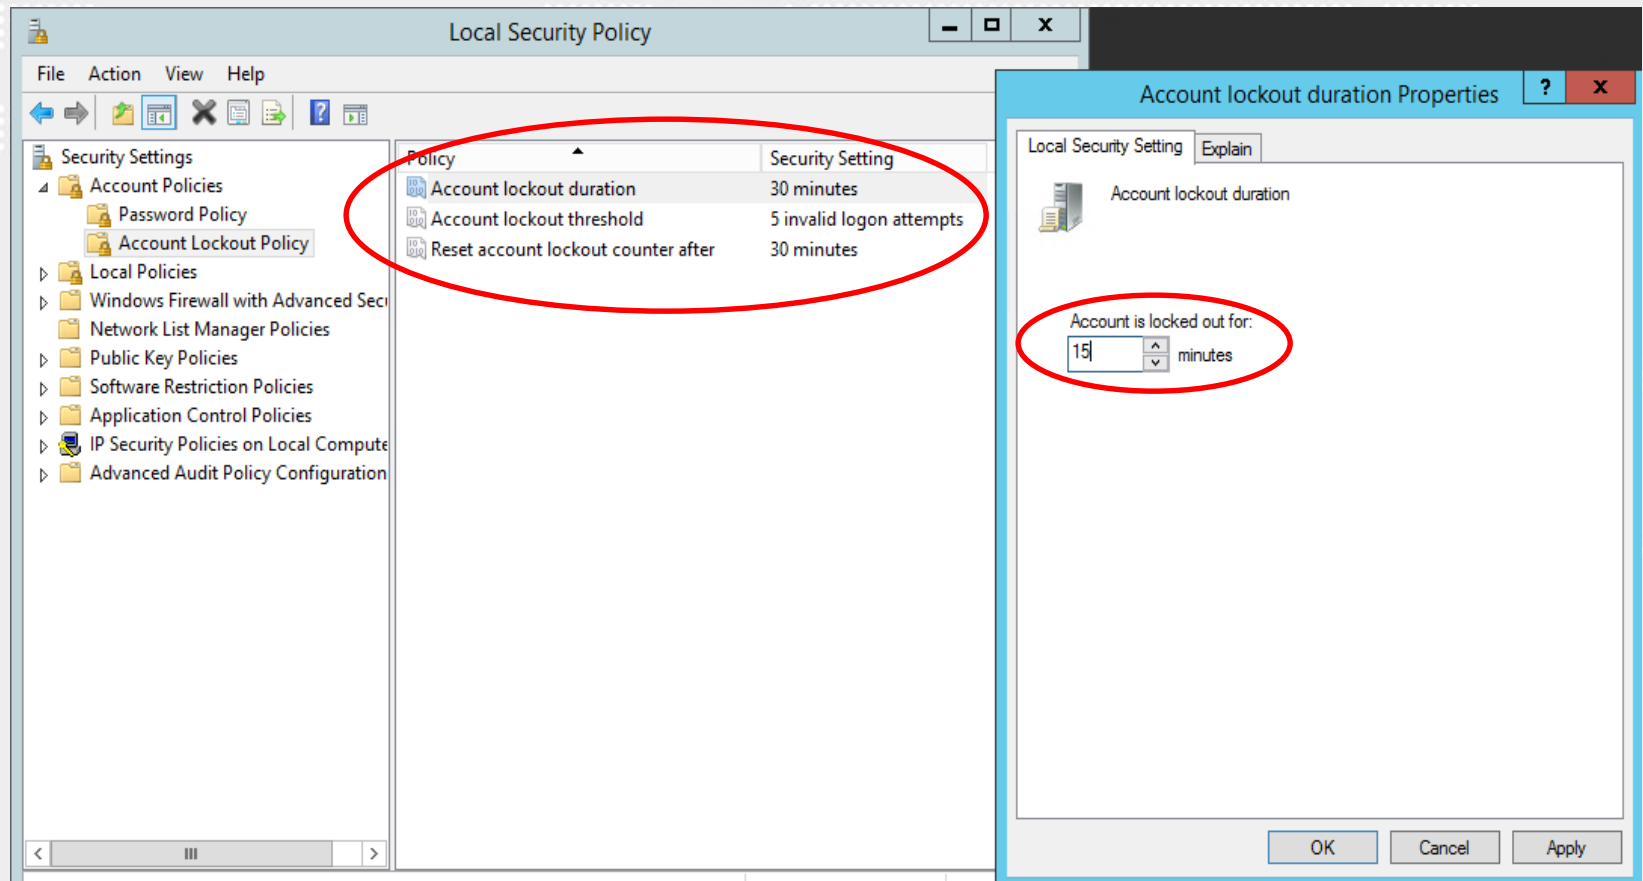 Local Security Policy
File Action View Help
Security Settings
Account Policies
Password Policy
Account Lockout Policy
Local Policies
Windows Firewall with Advanced Secu
Network List Manager Policies
Public Key Policies
Software Restriction Policies
Application Control Policies
IP Security Policies on Local Compute
Advanced Audit Policy Configuration
Policy Security Setting
Account lockout duration 30 minutes
Account lockout threshold 5 invalid logon attempts
Reset account lockout counter after 30 minutes
Account lockout duration Properties
Local Security Setting Explain
Account lockout duration
Account is locked out for:
15 minutes
OK Cancel Apply